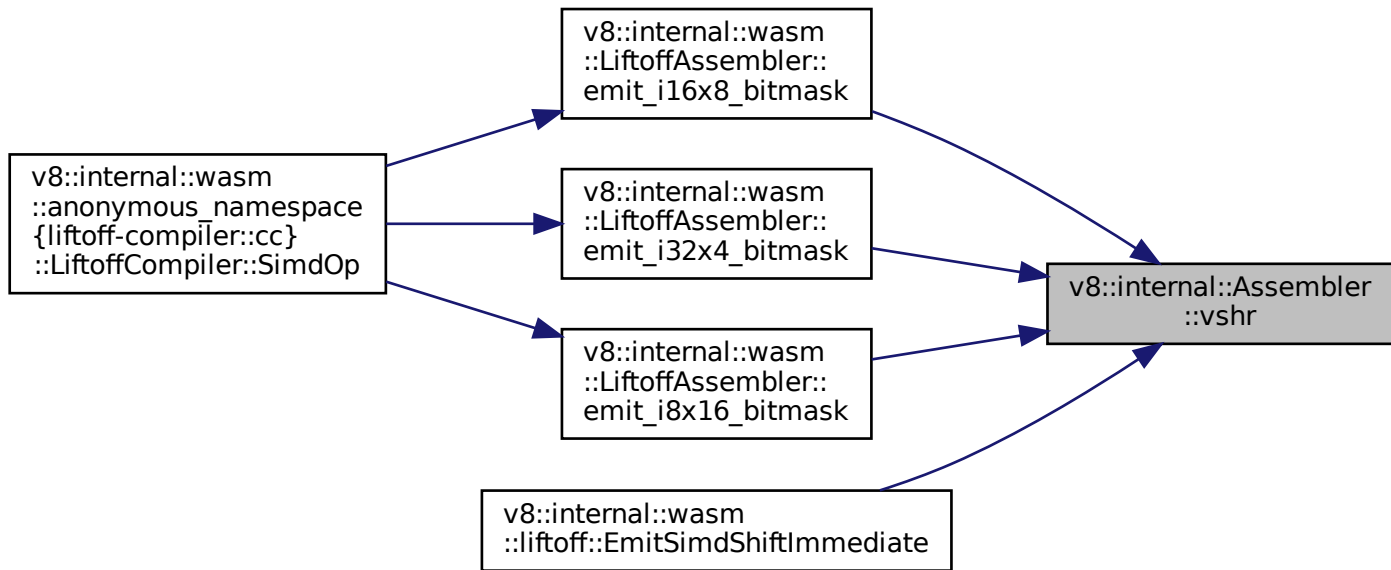 v8::internal::wasm
::anonymous_namespace
{liftoff-compiler::cc}
::LiftoffCompiler::SimdOp
v8::internal::wasm
::LiftoffAssembler::
emit_i16x8_bitmask
v8::internal::wasm
::LiftoffAssembler::
emit_i32x4_bitmask
v8::internal::wasm
::LiftoffAssembler::
emit_i8x16_bitmask
v8::internal::wasm
::liftoff::EmitSimdShiftImmediate
v8::internal::Assembler
::vshr